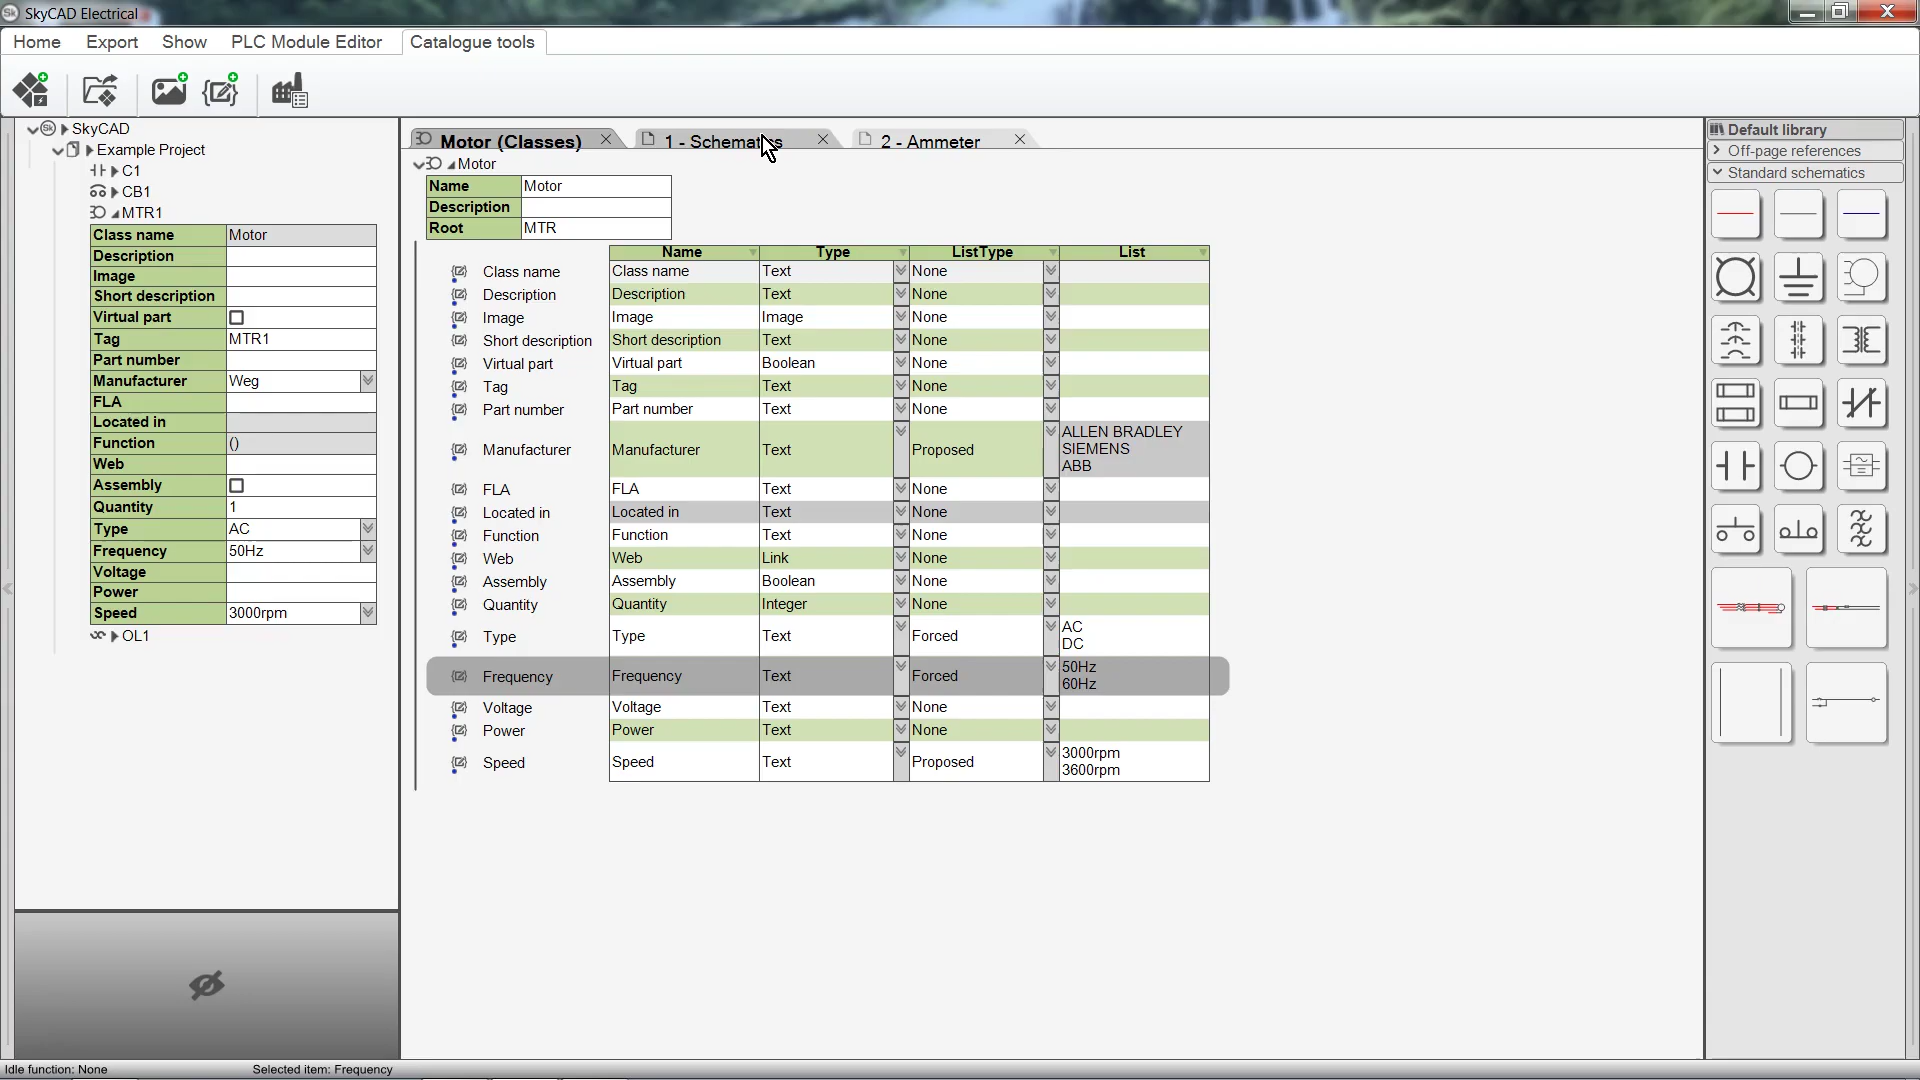 SkyCAD Electrical
Home Export Show PLC Module Editor Catalogue tools
SkyCAD
Example Project
C1
CB1
MTR1
Class name Motor
Description
Image
Short description
Virtual part
Tag MTR1
Part number
Manufacturer Weg
FLA
Located in
Function ()
Web
Assembly
Quantity 1
Type AC
Frequency 50Hz
Voltage
Power
Speed 3000rpm
OL1
Motor (Classes) 1 - Schematics 2 - Ammeter
Motor
Name Motor
Description
Root MTR
Name Type ListType List
Class name Class name Text None
Description Description Text None
Image Image Image None
Short description Short description Text None
Virtual part Virtual part Boolean None
Tag Tag Text None
Part number Part number Text None
Manufacturer Manufacturer Text Proposed ALLEN BRADLEY
SIEMENS
ABB
FLA FLA Text None
Located in Located in Text None
Function Function Text None
Web Web Link None
Assembly Assembly Boolean None
Quantity Quantity Integer None
Type Type Text Forced AC
DC
Frequency Frequency Text Forced 50Hz
60Hz
Voltage Voltage Text None
Power Power Text None
Speed Speed Text Proposed 3000rpm
3600rpm
Default library
Off-page references
Standard schematics
Idle function: None Selected item: Frequency